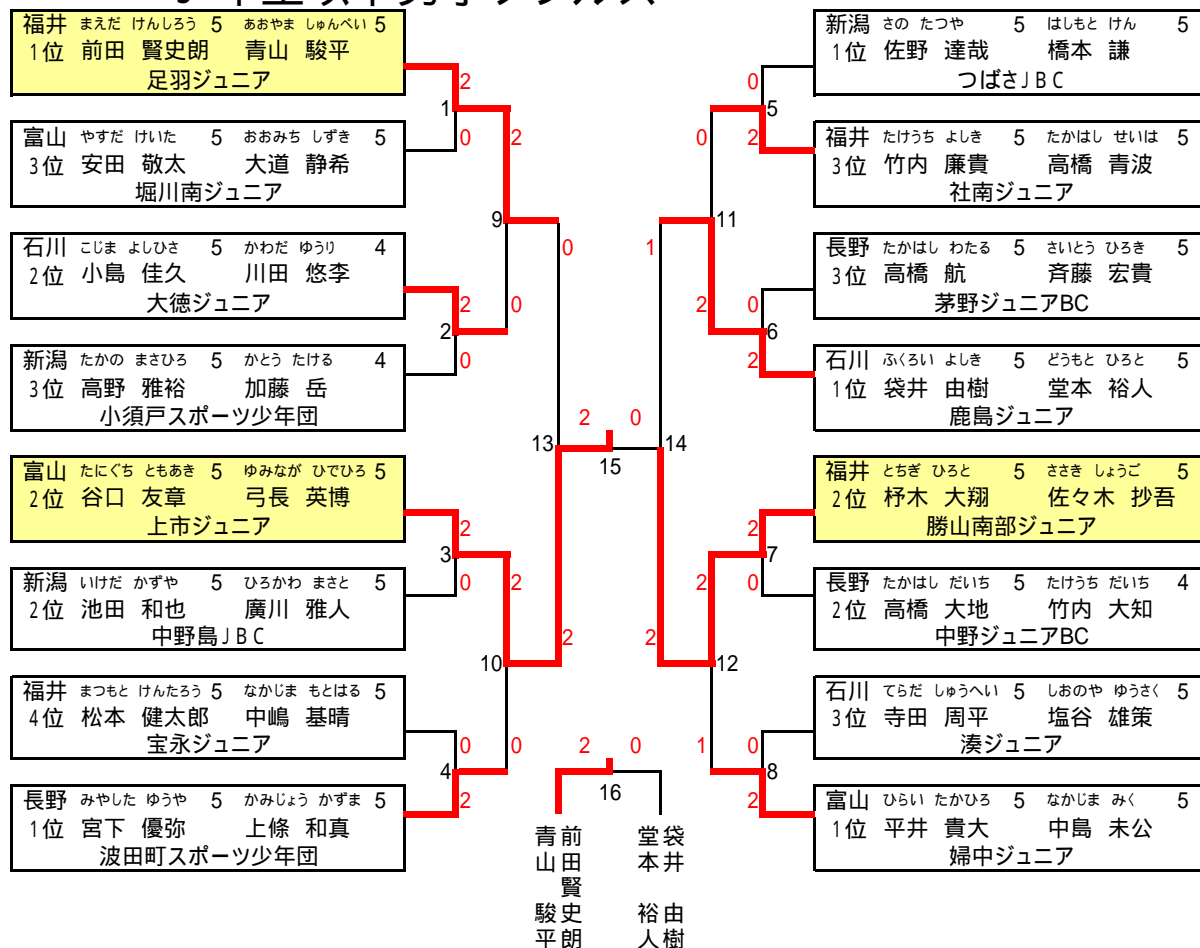 福井 まえだ けんしろう 5 あおやま しゅんぺい 5
1位 前田 賢史朗 青山 駿平
足羽ジュニア
富山 やすだ けいた 5 おおみち しずき 5
3位 安田 敬太 大道 静希
堀川南ジュニア
石川 こじま よしひさ 5 かわだ ゆうり 4
2位 小島 佳久 川田 悠李
大徳ジュニア
新潟 たかの まさひろ 5 かとう たける 4
3位 高野 雅裕 加藤 岳
小須戸スポーツ少年団
富山 たにぐち ともあき 5 ゆみなが ひでひろ 5
2位 谷口 友章 弓長 英博
上市ジュニア
新潟 いけだ かずや 5 ひろかわ まさと 5
2位 池田 和也 廣川 雅人
中野島JBC
福井 まつもと けんたろう 5 なかじま もとはる 5
4位 松本 健太郎 中嶋 基晴
宝永ジュニア
長野 みやした ゆうや 5 かみじょう かずま 5
1位 宮下 優弥 上條 和真
波田町スポーツ少年団
2
1
0
2
9
0
2
2
0
0
13
2
3
0
2
10
2
0
4
2
0
2 0
15
2 0
16
前田賢史朗
青山 駿平
袋井 由樹
堂本 裕人
新潟 さの たつや 5 はしもと けん 5
1位 佐野 達哉 橋本 謙
つばさJBC
福井 たけうち よしき 5 たかはし せいは 5
3位 竹内 廉貴 高橋 青波
社南ジュニア
長野 たかはし わたる 5 さいとう ひろき 5
3位 高橋 航 斉藤 宏貴
茅野ジュニアBC
石川 ふくろい よしき 5 どうもと ひろと 5
1位 袋井 由樹 堂本 裕人
鹿島ジュニア
福井 とちぎ ひろと 5 ささき しょうご 5
2位 杼木 大翔 佐々木 抄吾
勝山南部ジュニア
長野 たかはし だいち 5 たけうち だいち 4
2位 高橋 大地 竹内 大知
中野ジュニアBC
石川 てらだ しゅうへい 5 しおのや ゆうさく 5
3位 寺田 周平 塩谷 雄策
湊ジュニア
富山 ひらい たかひろ 5 なかじま みく 5
1位 平井 貴大 中島 未公
婦中ジュニア
0
5
0 2
11
1
2 0
6
2
14
2
7
2 0
2
12
1 0
8
2